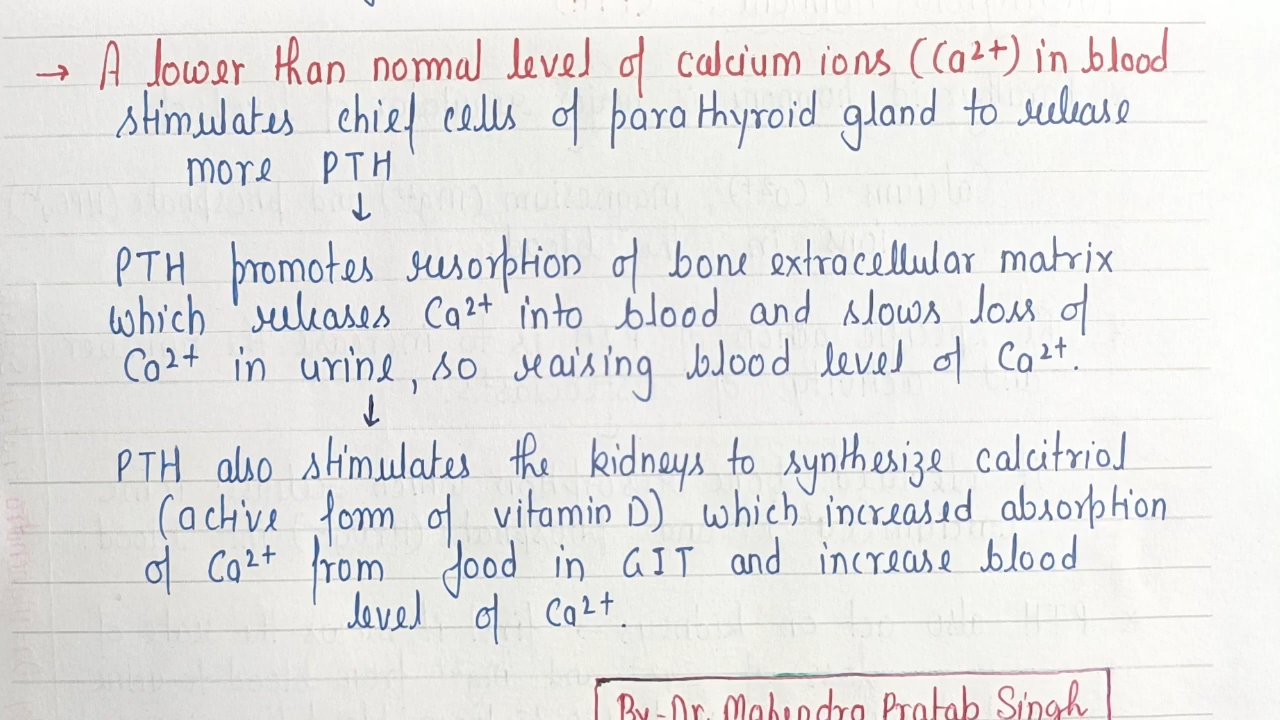 → A lower than normal level of calcium ions (Ca2+) in blood
stimulates chief cells of parathyroid gland to release
more PTH
↓
PTH promotes resorption of bone extracellular matrix
which releases Ca2+ into blood and slows loss of
Ca2+ in urine, so raising blood level of Ca2+.
↓
PTH also stimulates the kidneys to synthesize calcitriol
(active form of vitamin D) which increased absorption
of Ca2+ from food in GIT and increase blood
level of Ca2+.
By-Dr. Mahendra Pratab Singh